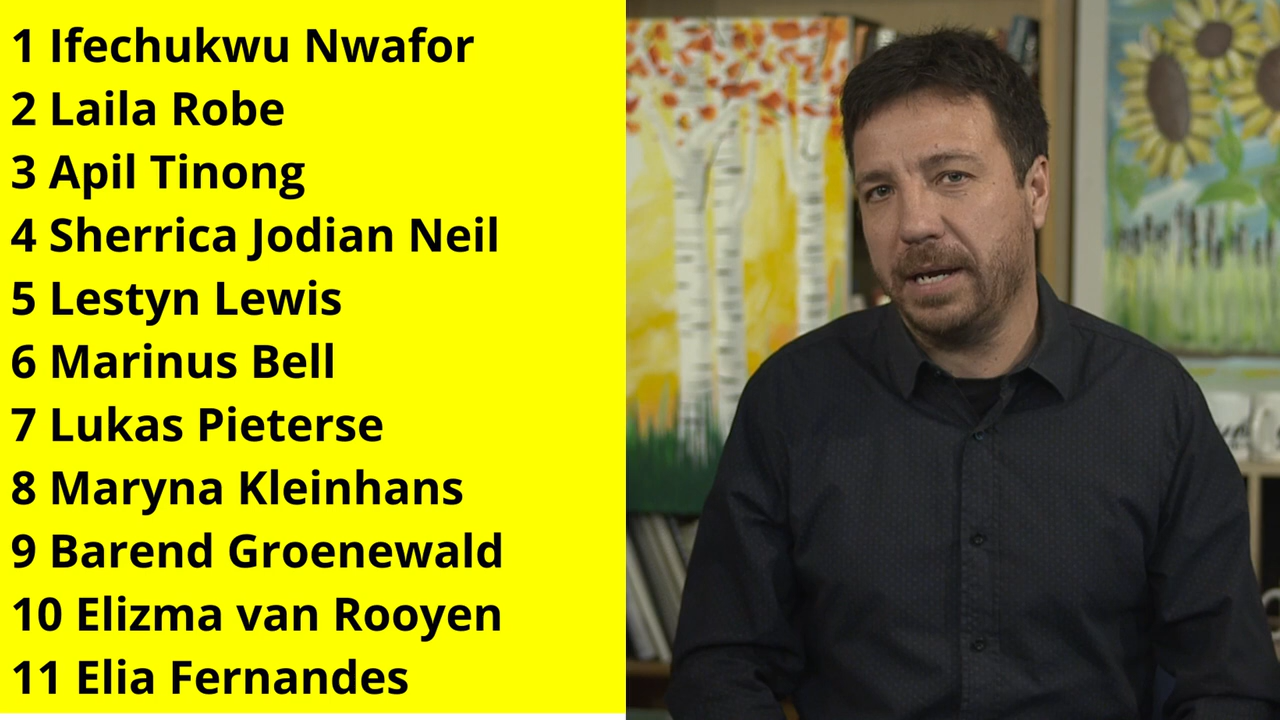 1 Ifechukwu Nwafor
2 Laila Robe
3 Apil Tinong
4 Sherrica Jodian Neil
5 Lestyn Lewis
6 Marinus Bell
7 Lukas Pieterse
8 Maryna Kleinhans
9 Barend Groenewald
10 Elizma van Rooyen
11 Elia Fernandes